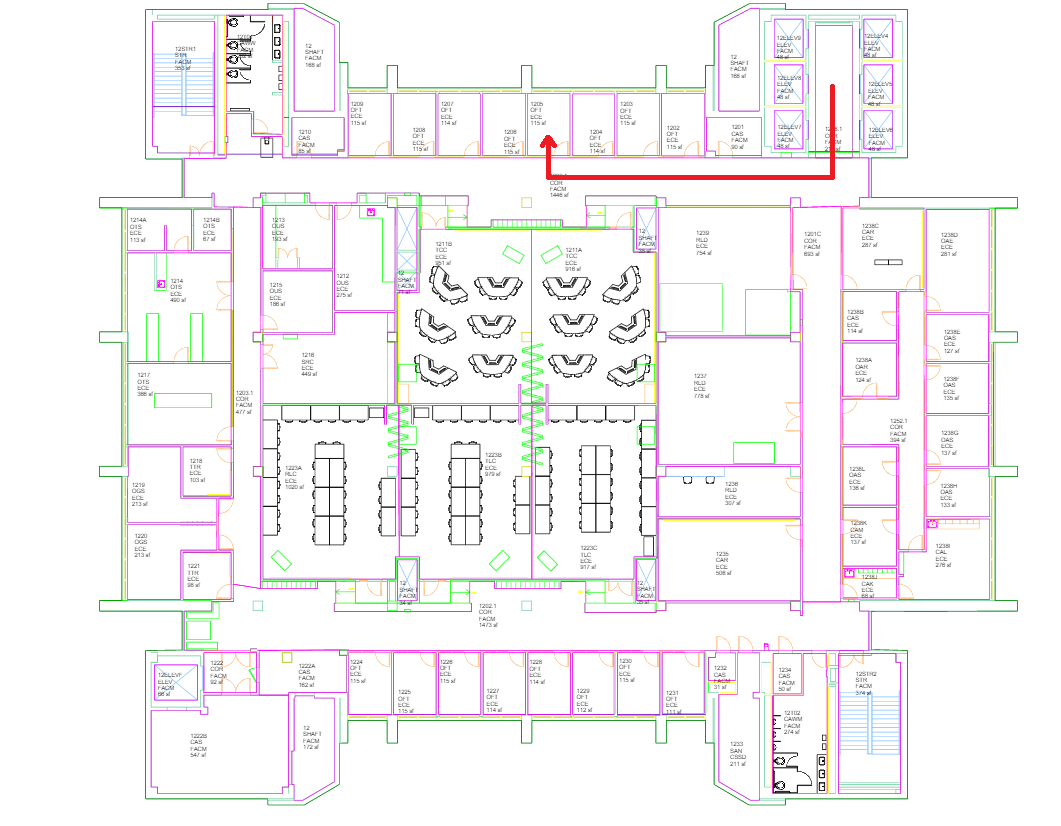 12STR1
STR
FACM
353 sf
12
SHAFT
FACM
168 sf
12
SHAFT
FACM
168 sf
12ELEV9
ELEV
FACM
48 sf
12ELEV4
ELEV
FACM
48 sf
12ELEV8
ELEV
FACM
48 sf
12ELEV5
ELEV
FACM
48 sf
12ELEV7
ELEV
FACM
48 sf
12ELEV6
ELEV
FACM
48 sf
COR
FACM
1210
CAS
FACM
85 sf
1209
OFT
ECE
115 sf
1208
OFT
ECE
115 sf
1207
OFT
ECE
114 sf
1206
OFT
ECE
115 sf
1205
OFT
ECE
115 sf
1204
OFT
ECE
114 sf
1203
OFT
ECE
115 sf
1202
OFT
ECE
115 sf
1201
CAS
FACM
90 sf
COR
FACM
1446 sf
1214A
OTS
ECE
113 sf
1214B
OTS
ECE
67 sf
1213
OUS
ECE
193 sf
1214
OTS
ECE
490 sf
1215
OUS
ECE
186 sf
1212
OUS
ECE
275 sf
12
SHAFT
FACM
1211B
TCC
ECE
951 sf
1211A
TCC
ECE
916 sf
12
SHAFT
FACM
1239
RLD
ECE
754 sf
1201C
COR
FACM
693 sf
1238C
CAR
ECE
287 sf
1238D
OAE
ECE
281 sf
1238B
CAS
ECE
114 sf
1238E
OAS
ECE
127 sf
1238A
OAR
ECE
124 sf
1238F
OAS
ECE
135 sf
1216
SRC
ECE
449 sf
1217
OTS
ECE
366 sf
1203.1
COR
FACM
477 sf
1237
RLD
ECE
778 sf
1252.1
COR
FACM
394 sf
1238G
OAS
ECE
137 sf
1218
TTR
ECE
103 sf
1219
OGS
ECE
213 sf
1223A
RLC
ECE
1020 sf
1223B
TLC
ECE
979 sf
1236
RLD
ECE
307 sf
1238L
OAS
ECE
136 sf
1238H
OAS
ECE
133 sf
1220
OGS
ECE
213 sf
1221
TTR
ECE
98 sf
1223C
TLC
ECE
917 sf
1235
CAR
ECE
508 sf
1238K
CAM
ECE
137 sf
1238I
CAL
ECE
276 sf
1238J
CAK
ECE
68 sf
12
SHAFT
FACM
34 sf
12
SHAFT
FACM
35 sf
1202.1
COR
FACM
1473 sf
12ELEVF
ELEV
FACM
66 sf
1222
COR
FACM
92 sf
1222A
CAS
FACM
162 sf
1224
OFT
ECE
115 sf
1225
OFT
ECE
115 sf
1226
OFT
ECE
115 sf
1227
OFT
ECE
114 sf
1228
OFT
ECE
114 sf
1229
OFT
ECE
112 sf
1230
OFT
ECE
115 sf
1231
OFT
ECE
111 sf
1232
CAS
FACM
31 sf
1234
CAS
FACM
50 sf
12STR2
STR
FACM
374 sf
1222B
CAS
FACM
547 sf
12
SHAFT
FACM
172 sf
1233
SAN
CSSD
211 sf
12T02
CAWM
FACM
274 sf